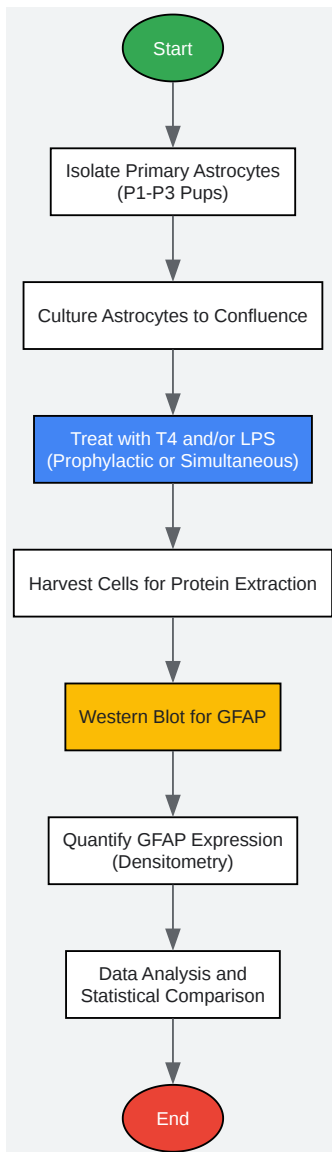 Start
Isolate Primary Astrocytes
(P1-P3 Pups)
Culture Astrocytes to Confluence
Treat with T4 and/or LPS
(Prophylactic or Simultaneous)
Harvest Cells for Protein Extraction
Western Blot for GFAP
Quantify GFAP Expression
(Densitometry)
Data Analysis and
Statistical Comparison
End